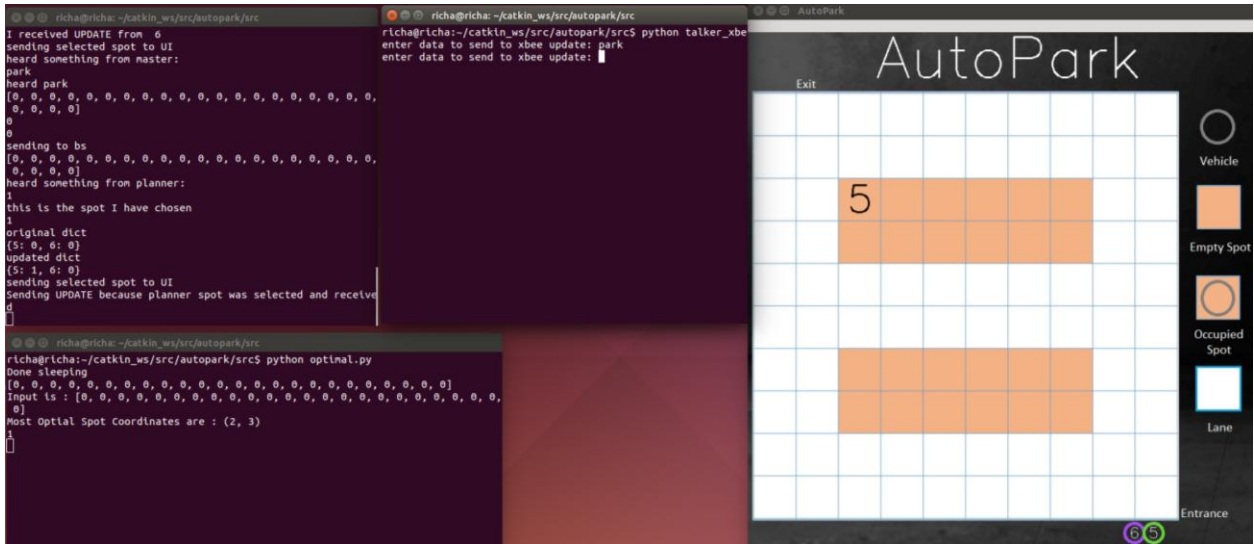 richa@richa: ~/catkin_ws/src/autopark/src
I received UPDATE from  6
sending selected spot to UI
heard something from master:
park
heard park
[0, 0, 0, 0, 0, 0, 0, 0, 0, 0, 0, 0, 0, 0, 0, 0, 0, 0, 0, 0,
0, 0, 0, 0]
0
0
sending to bs
[0, 0, 0, 0, 0, 0, 0, 0, 0, 0, 0, 0, 0, 0, 0, 0, 0, 0, 0, 0,
0, 0, 0, 0]
heard something from planner:
1
this is the spot I have chosen
1
original dict
{5: 0, 6: 0}
updated dict
{5: 1, 6: 0}
sending selected spot to UI
Sending UPDATE because planner spot was selected and receive
d
richa@richa: ~/catkin_ws/src/autopark/src
richa@richa:~/catkin_ws/src/autopark/src$ python talker_xbe
enter data to send to xbee update: park
enter data to send to xbee update:
richa@richa: ~/catkin_ws/src/autopark/src
richa@richa:~/catkin_ws/src/autopark/src$ python optimal.py
Done sleeping
[0, 0, 0, 0, 0, 0, 0, 0, 0, 0, 0, 0, 0, 0, 0, 0, 0, 0, 0, 0, 0, 0, 0, 0]
Input is : [0, 0, 0, 0, 0, 0, 0, 0, 0, 0, 0, 0, 0, 0, 0, 0, 0, 0, 0, 0, 0, 0, 0,
0]
Most Optial Spot Coordinates are : (2, 3)
1
AutoPark
AutoPark
Exit
5
Vehicle
Empty Spot
Occupied
Spot
Lane
Entrance
6 5